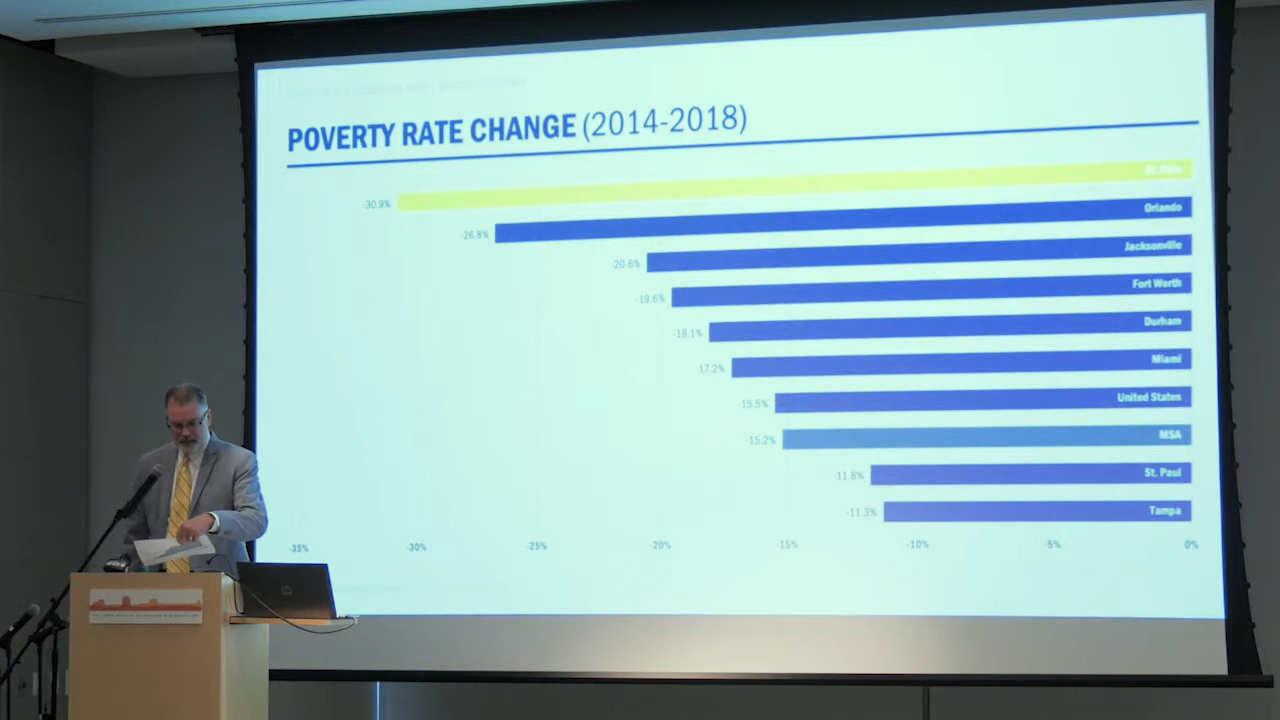 POVERTY RATE CHANGE (2014-2018)
-30.9% St. Pete
-26.8% Orlando
-20.6% Jacksonville
-19.6% Fort Worth
-18.1% Durham
17.2% Miami
-15.5% United States
-15.2% MSA
-11.8% St. Paul
-11.3% Tampa
-35% -30% -25% -20% -15% -10% -5% 0%